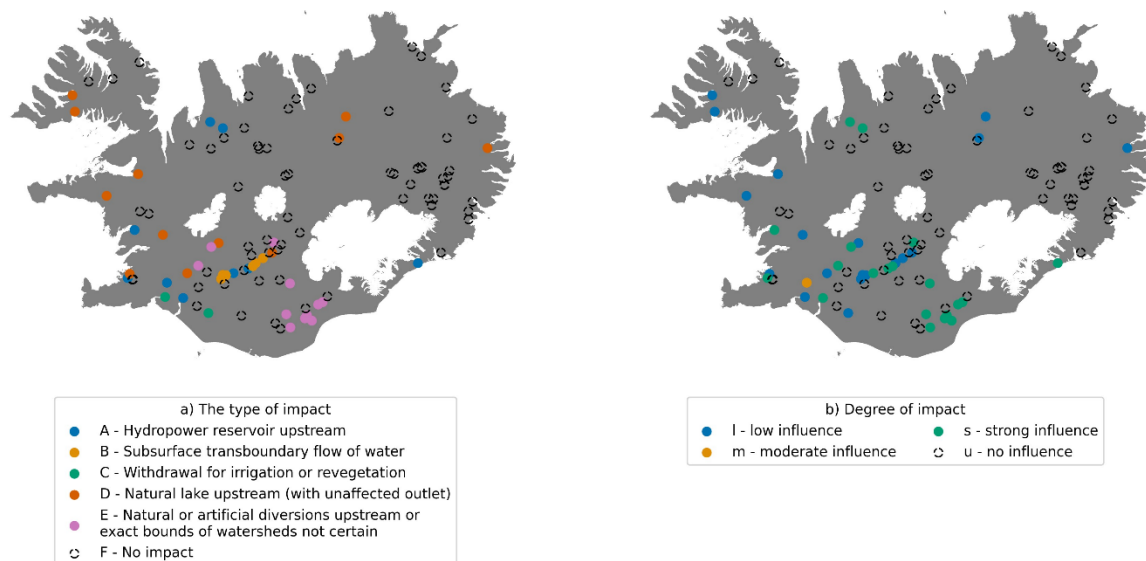 a) The type of impact
A - Hydropower reservoir upstream
B - Subsurface transboundary flow of water
C - Withdrawal for irrigation or revegetation
D - Natural lake upstream (with unaffected outlet)
E - Natural or artificial diversions upstream or
exact bounds of watersheds not certain
F - No impact
b) Degree of impact
l - low influence
s - strong influence
m - moderate influence
u - no influence